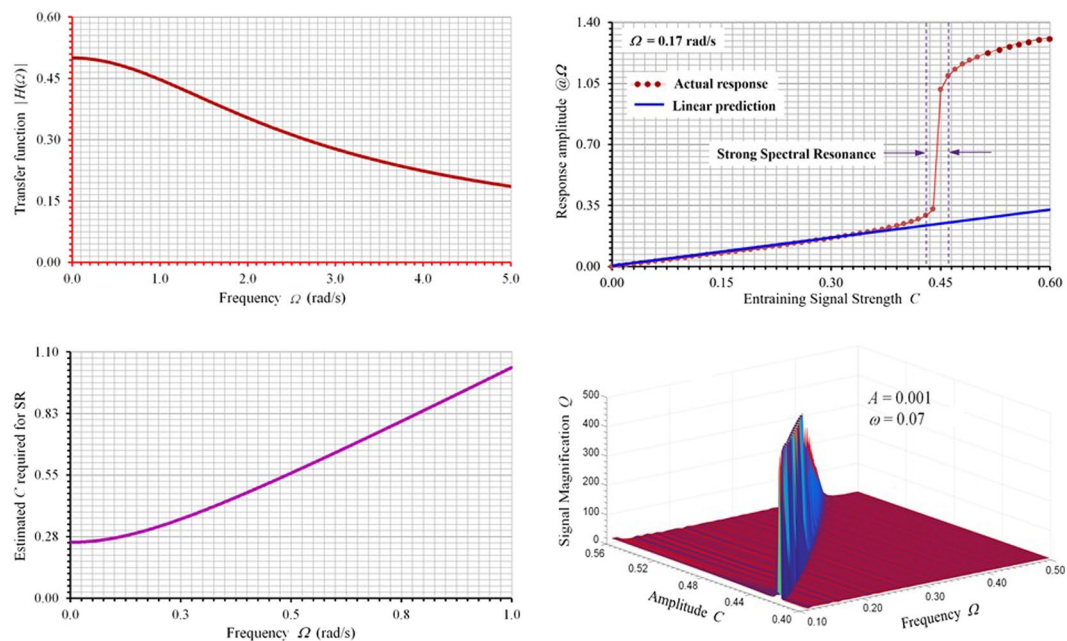 0.60
0.45
0.30
0.15
0.00
Transfer function |H(Ω)|
0.0 1.0 2.0 3.0 4.0 5.0
Frequency Ω (rad/s)
1.40
1.05
0.70
0.35
0.00
Response amplitude @Ω
Ω = 0.17 rad/s
Actual response
Linear prediction
Strong Spectral Resonance
0.00 0.15 0.30 0.45 0.60
Entraining Signal Strength C
1.10
0.83
0.55
0.28
0.00
Estimated C required for SR
0.0 0.3 0.5 0.8 1.0
Frequency Ω (rad/s)
500
400
300
200
100
0
Signal Magnification Q
A = 0.001
ω = 0.07
0.56 0.52 0.48 0.44 0.40
Amplitude C
0.10 0.20 0.30 0.40 0.50
Frequency Ω